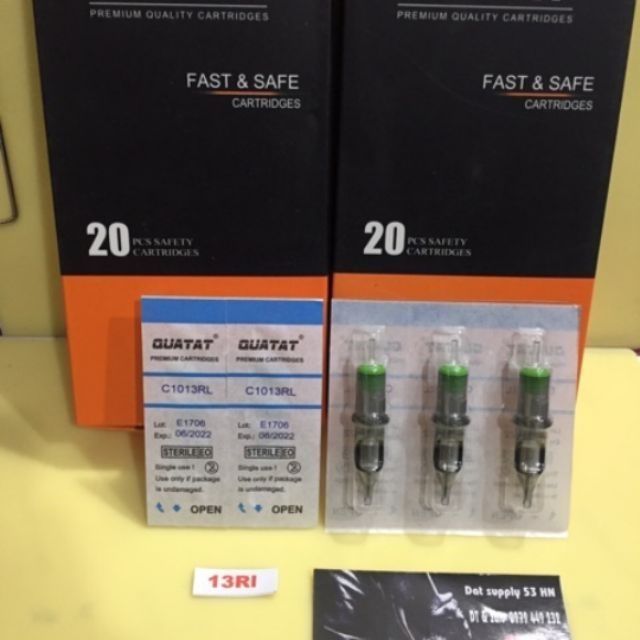 PREMIUM QUALITY CARTRIDGES
FAST & SAFE
CARTRIDGES
20 PCS SAFETY
CARTRIDGES
PREMIUM QUALITY CARTRIDGES
FAST & SAFE
CARTRIDGES
20 PCS SAFETY
CARTRIDGES
QUATAT®
PREMIUM CARTRIDGES
C1013RL
Lot: E1706
Exp.: 06/2022
STERILE EO
Single use ! 2
Use only if package
is undamaged.
OPEN
QUATAT®
PREMIUM CARTRIDGES
C1013RL
Lot: E1706
Exp.: 06/2022
STERILE EO
Single use ! 2
Use only if package
is undamaged.
OPEN
13RI
Dat supply 53 HN